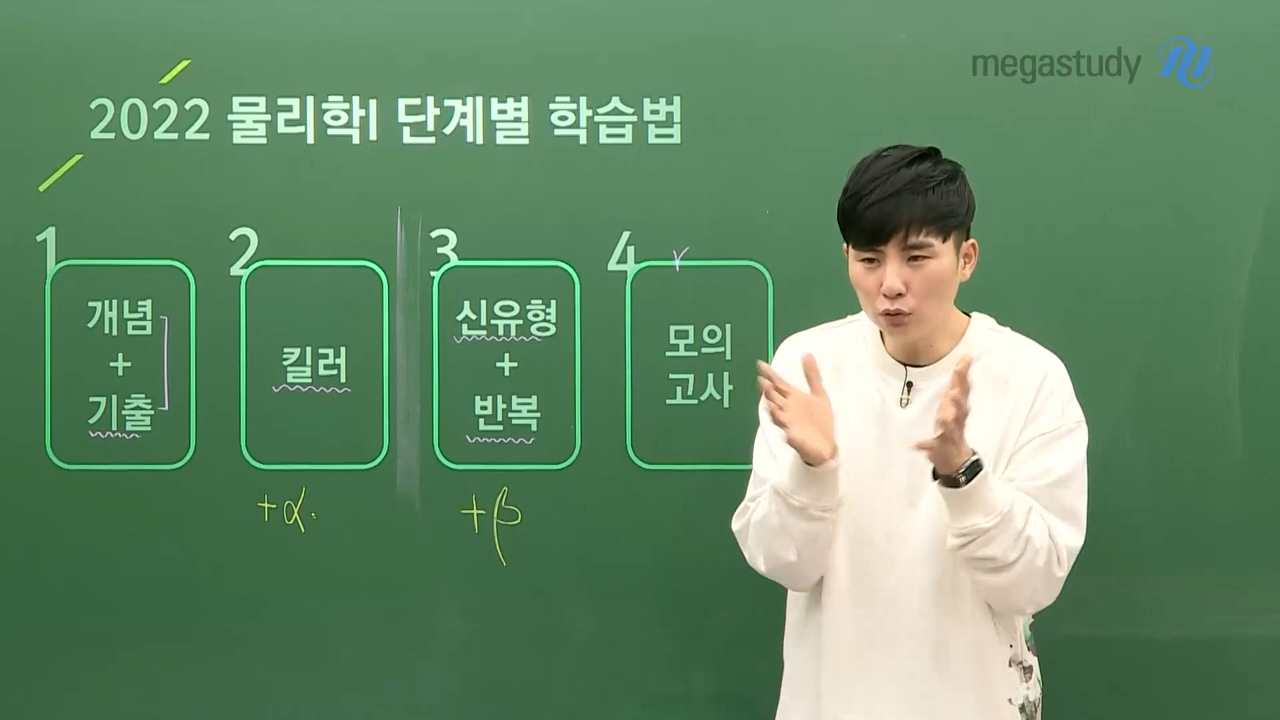 megastudy
2022 물리학I 단계별 학습법
1
개념
+
기출
2
킬러
+α.
3
신유형
+
반복
+β
4
모의
고사